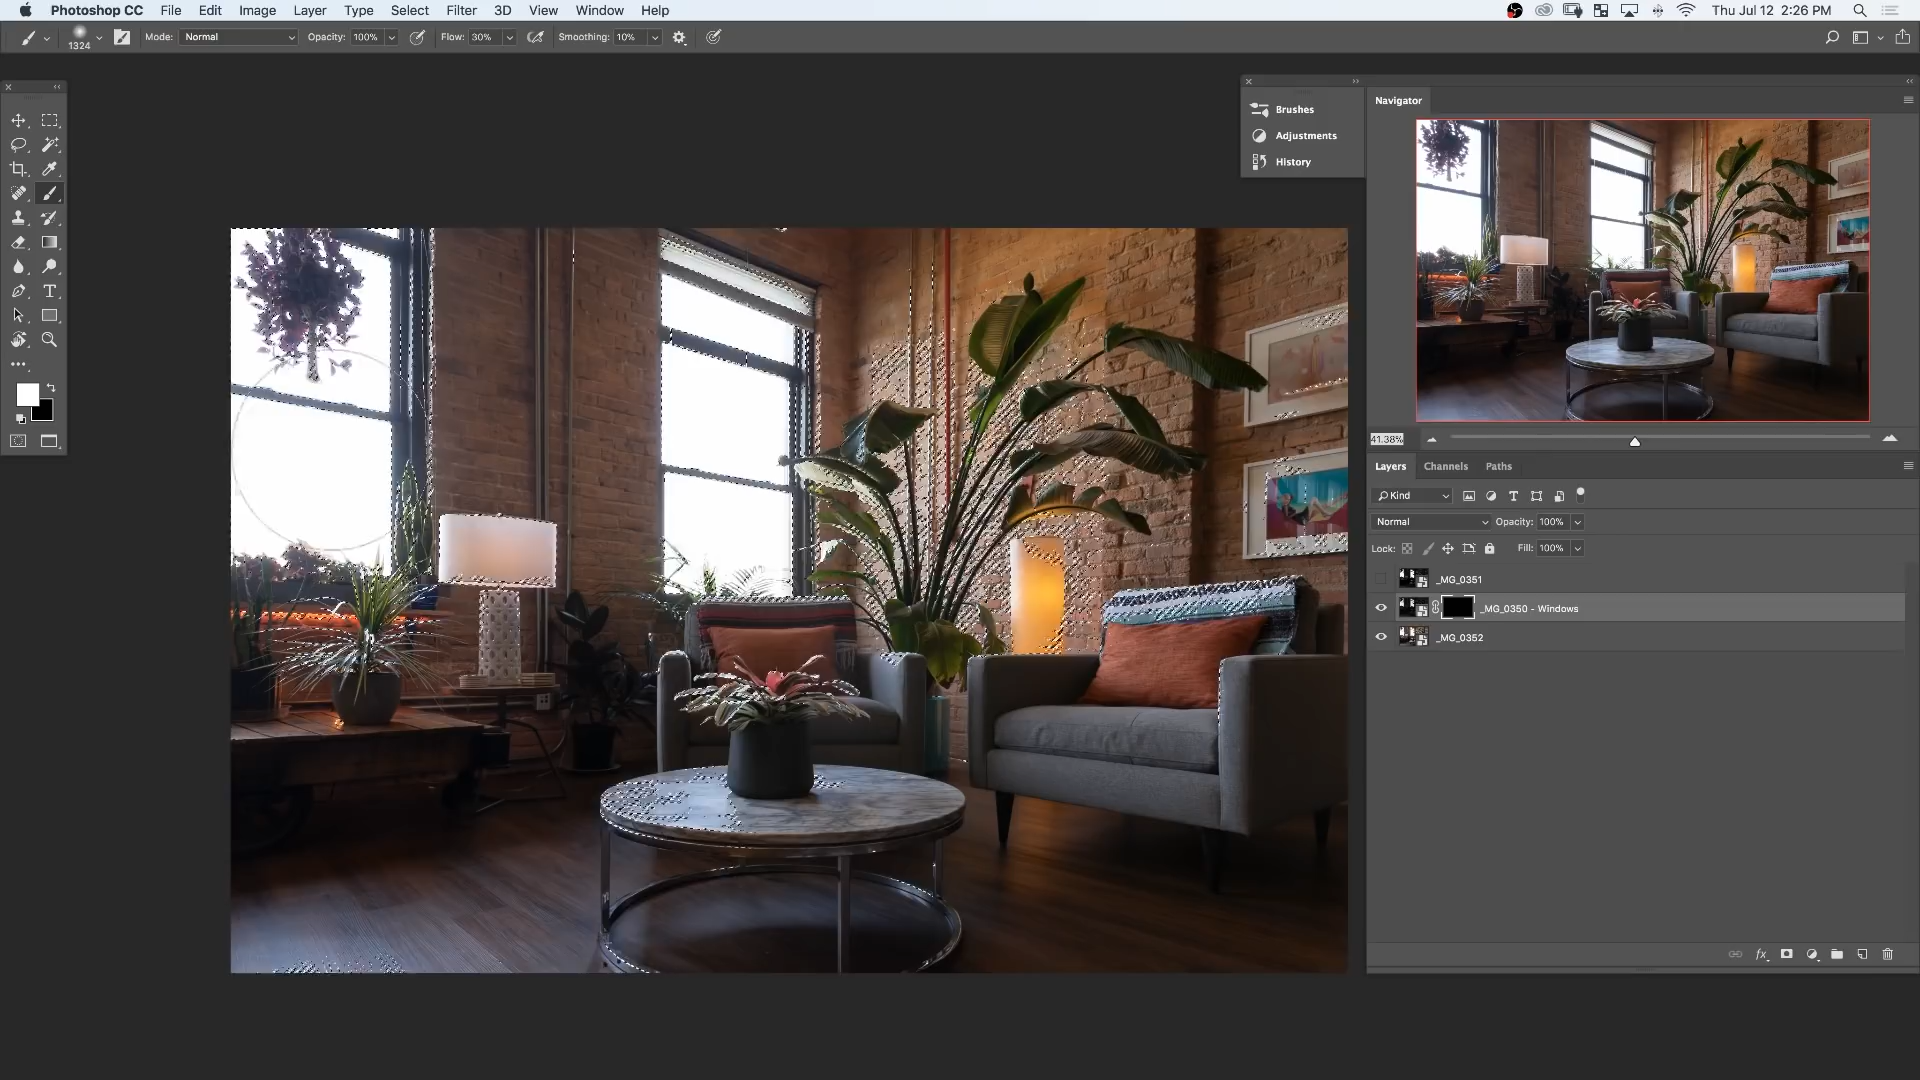 Photoshop CC File Edit Image Layer Type Select Filter 3D View Window Help Thu Jul 12 2:26 PM
1324 Mode: Normal Opacity: 100% Flow: 30% Smoothing: 10%
Brushes
Adjustments
History
Navigator
41.38%
Layers Channels Paths
Kind
Normal Opacity: 100%
Lock: Fill: 100%
_MG_0351
_MG_0350 - Windows
_MG_0352